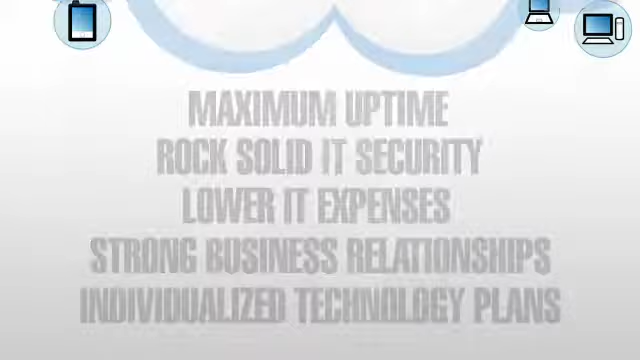 MAXIMUM UPTIME
ROCK SOLID IT SECURITY
LOWER IT EXPENSES
STRONG BUSINESS RELATIONSHIPS
INDIVIDUALIZED TECHNOLOGY PLANS